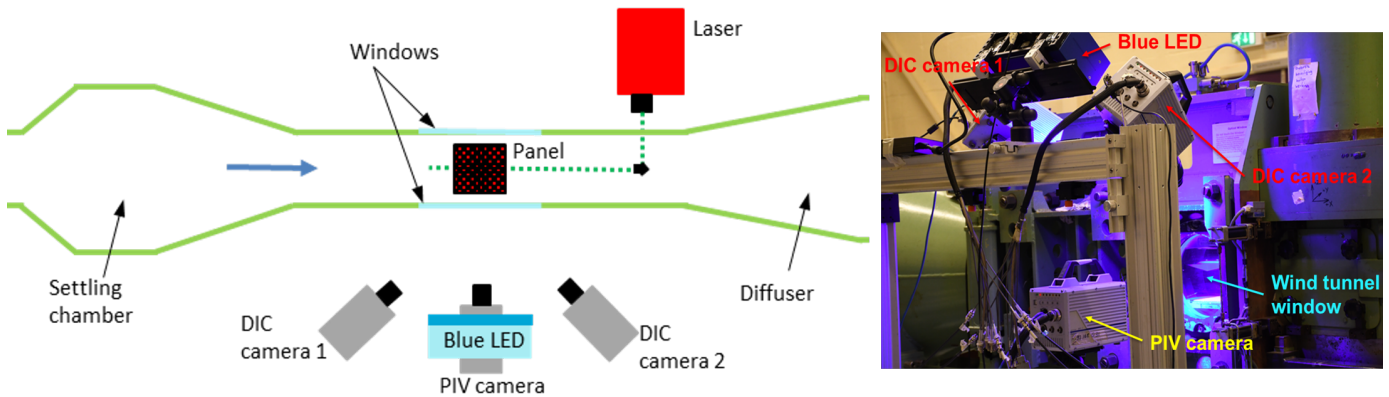 Laser
Windows
Panel
Settling
chamber
DIC
camera 1
Blue LED
PIV camera
DIC
camera 2
Diffuser
Blue LED
DIC camera 1
DIC camera 2
Wind tunnel
window
PIV camera